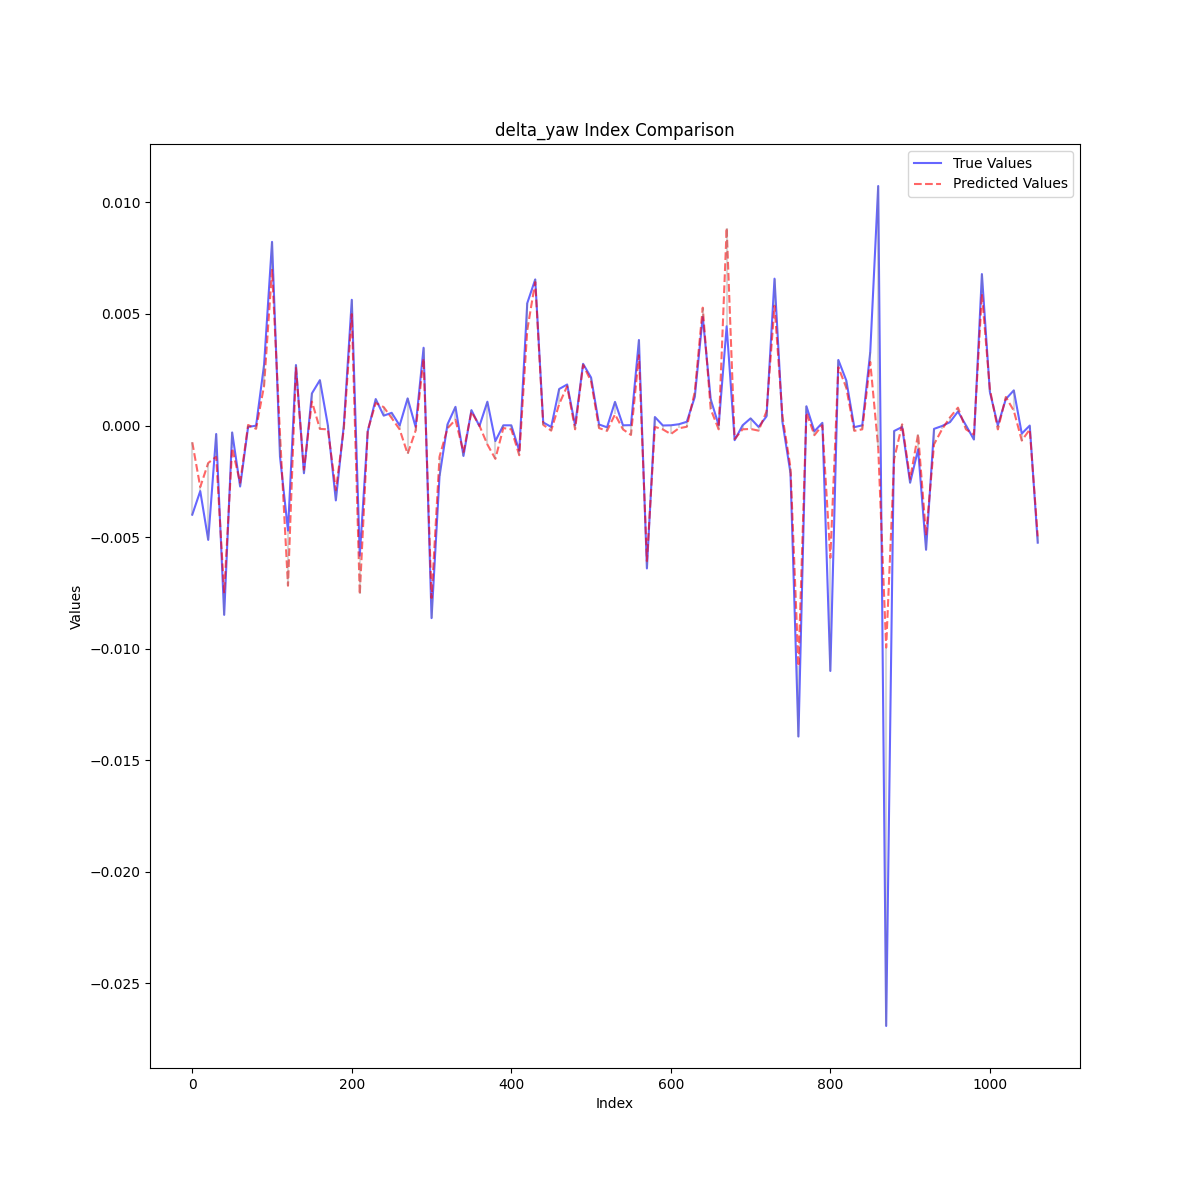 delta_yaw Index Comparison
True Values
Predicted Values
0.010
0.005
0.000
−0.005
−0.010
−0.015
−0.020
−0.025
Values
0 200 400 600 800 1000
Index